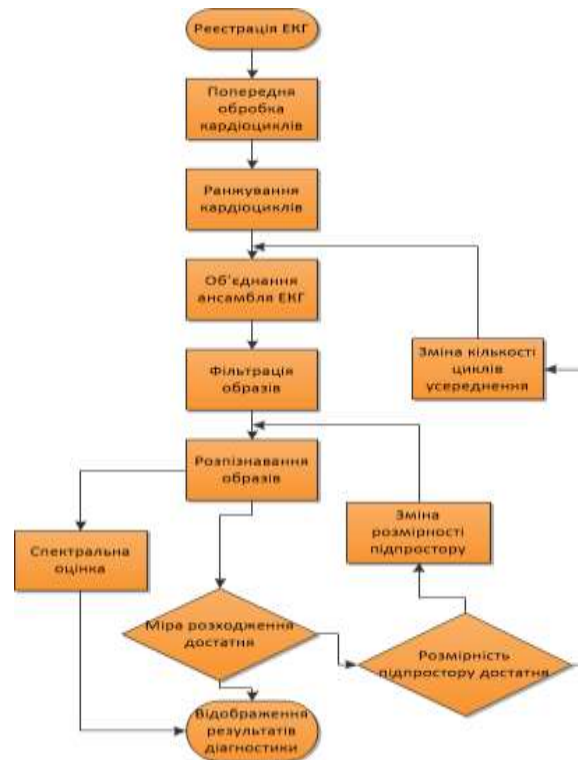 Реєстрація ЕКГ
Попередня
обробка
кардіоциклів
Ранжування
кардіоциклів
Об'єднання
ансамбля ЕКГ
Зміна кількості
циклів
усереднення
Фільтрація
образів
Розпізнавання
образів
Зміна
розмірності
підпростору
Спектральна
оцінка
Міра розходження
достатня
Розмірність
підпростору достатня
Відображення
результатів
діагностики